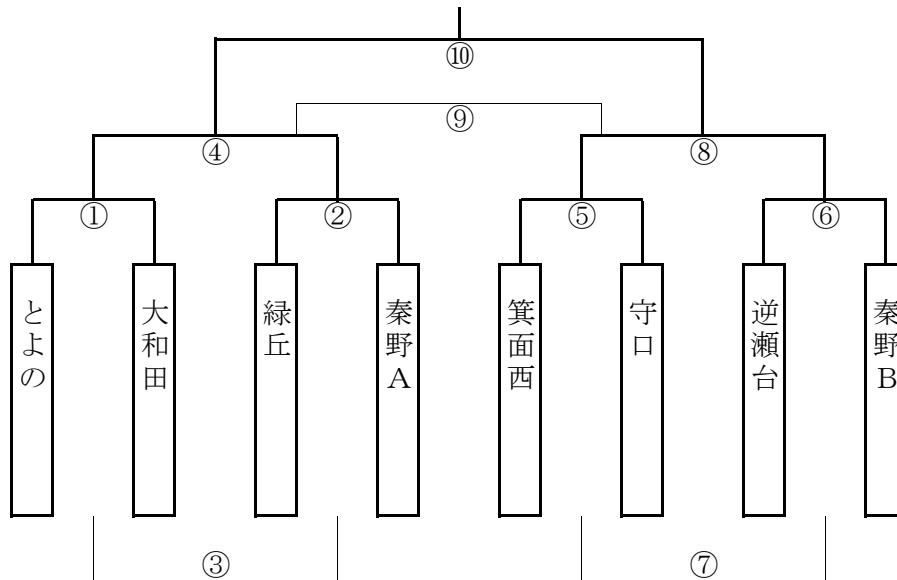 ⑩
⑨
④
⑧
①
②
⑤
⑥
とよの
大和田
緑丘
秦野A
箕面西
守口
逆瀬台
秦野B
③
⑦